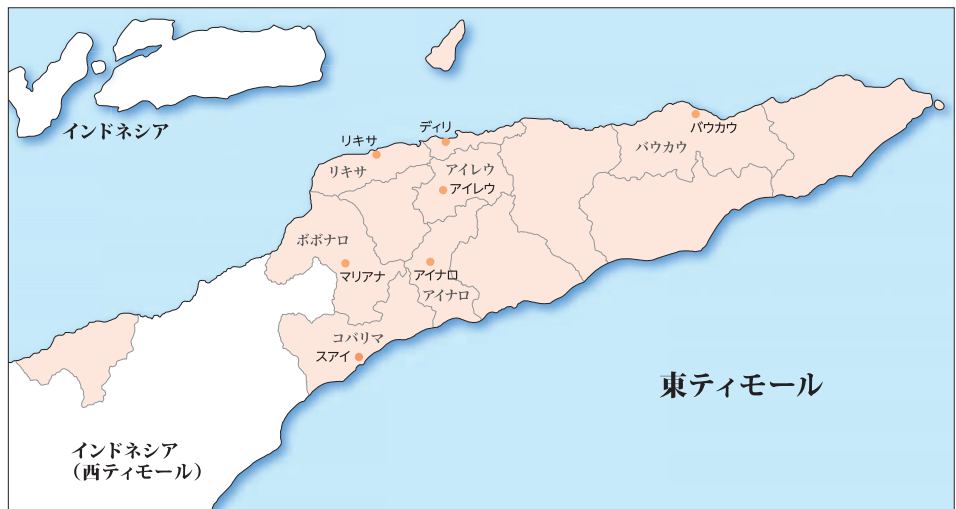 インドネシア
ディリ
リキサ
バウカウ
バウカウ
リキサ
アイレウ
アイレウ
ボボナロ
マリアナ
アイナロ
アイナロ
コバリマ
スアイ
東ティモール
インドネシア
（西ティモール）